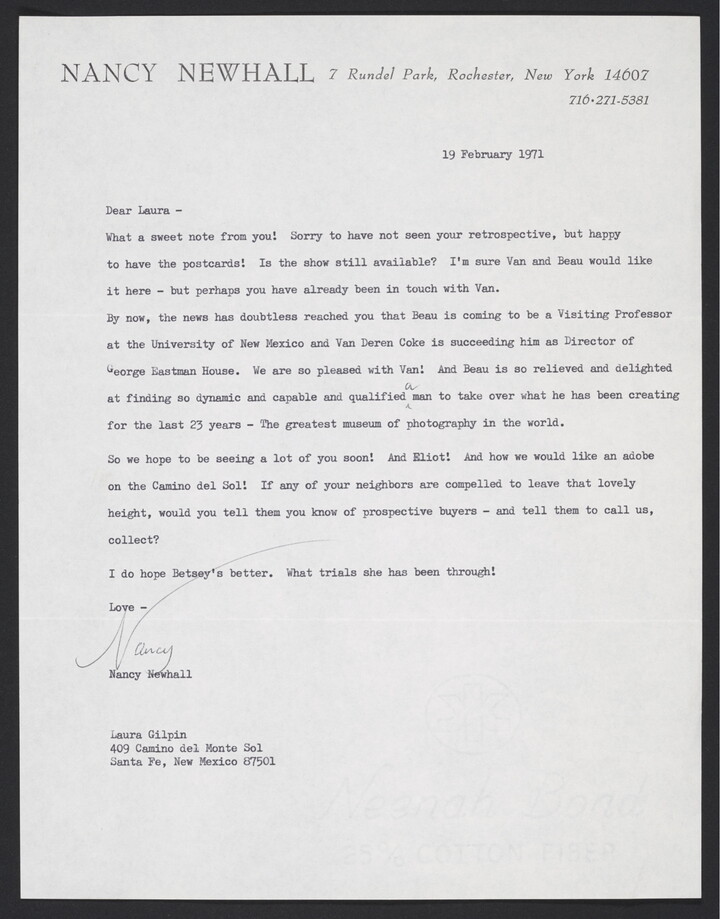 NANCY NEWHALL 7 Rundel Park, Rochester, New York 14607
716·271-5381
19 February 1971
Dear Laura -
What a sweet note from you! Sorry to have not seen your retrospective, but happy
to have the postcards! Is the show still available? I'm sure Van and Beau would like
it here - but perhaps you have already been in touch with Van.
By now, the news has doubtless reached you that Beau is coming to be a Visiting Professor
at the University of New Mexico and Van Deren Coke is succeeding him as Director of
George Eastman House. We are so pleased with Van! And Beau is so relieved and delighted
at finding so dynamic and capable and qualified a man to take over what he has been creating
for the last 23 years - The greatest museum of photography in the world.
So we hope to be seeing a lot of you soon! And Eliot! And how we would like an adobe
on the Camino del Sol! If any of your neighbors are compelled to leave that lovely
height, would you tell them you know of prospective buyers - and tell them to call us,
collect?
I do hope Betsey's better. What trials she has been through!
Love -
Nancy
Nancy Newhall
Laura Gilpin
409 Camino del Monte Sol
Santa Fe, New Mexico 87501
Neenah Bond
25% COTTON FIBER